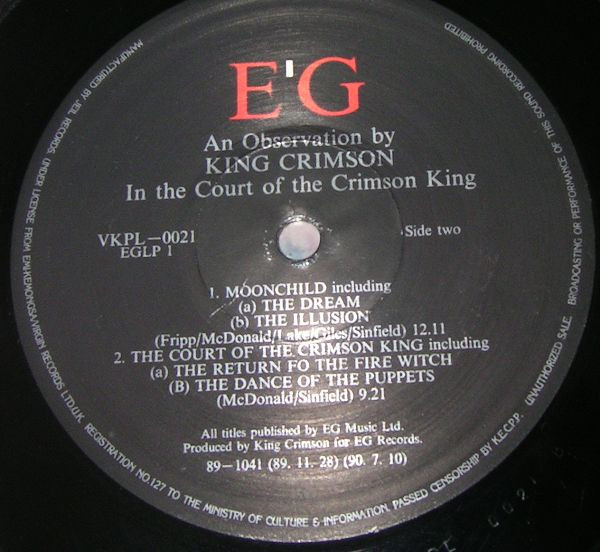 E'G
An Observation by
KING CRIMSON
In the Court of the Crimson King
VKPL-0021
EGLP 1
Side two
1. MOONCHILD including
(a) THE DREAM
(b) THE ILLUSION
(Fripp/McDonald/Lake/Giles/Sinfield) 12.11
2. THE COURT OF THE CRIMSON KING including
(a) THE RETURN FO THE FIRE WITCH
(B) THE DANCE OF THE PUPPETS
(McDonald/Sinfield) 9.21
All titles published by EG Music Ltd.
Produced by King Crimson for EG Records.
89-1041 (89. 11. 28) (90. 7. 10)
MANUFACTURED BY JEIL RECORDS UNDER LICENSE FROM EMI/KEMONGSA/VIRGIN RECORDS LTD.U.K. REGISTRATION NO.127 TO THE MINISTRY OF CULTURE & INFORMATION. PASSED CENSORSHIP BY K.E.C.P.P. UNAUTHORIZED SALE. BROADCASTING OR PERFORMANCE OF THIS SOUND RECORDING PROHIBITED